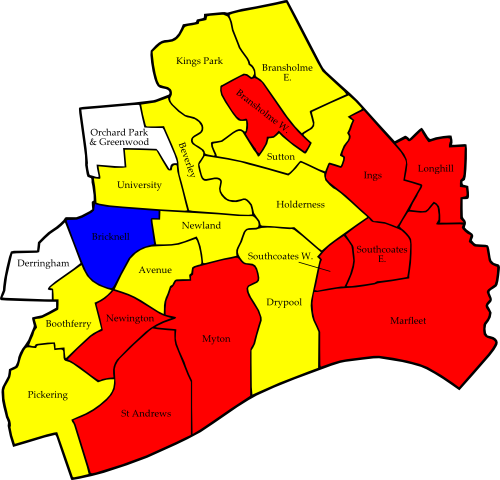 Kings Park
Bransholme
E.
Bransholme W.
Orchard Park
& Greenwood
Beverley
Sutton
Ings
Longhill
University
Holderness
Newland
Bricknell
Derringham
Avenue
Southcoates W.
Southcoates
E.
Drypool
Boothferry
Newington
Myton
Marfleet
Pickering
St Andrews